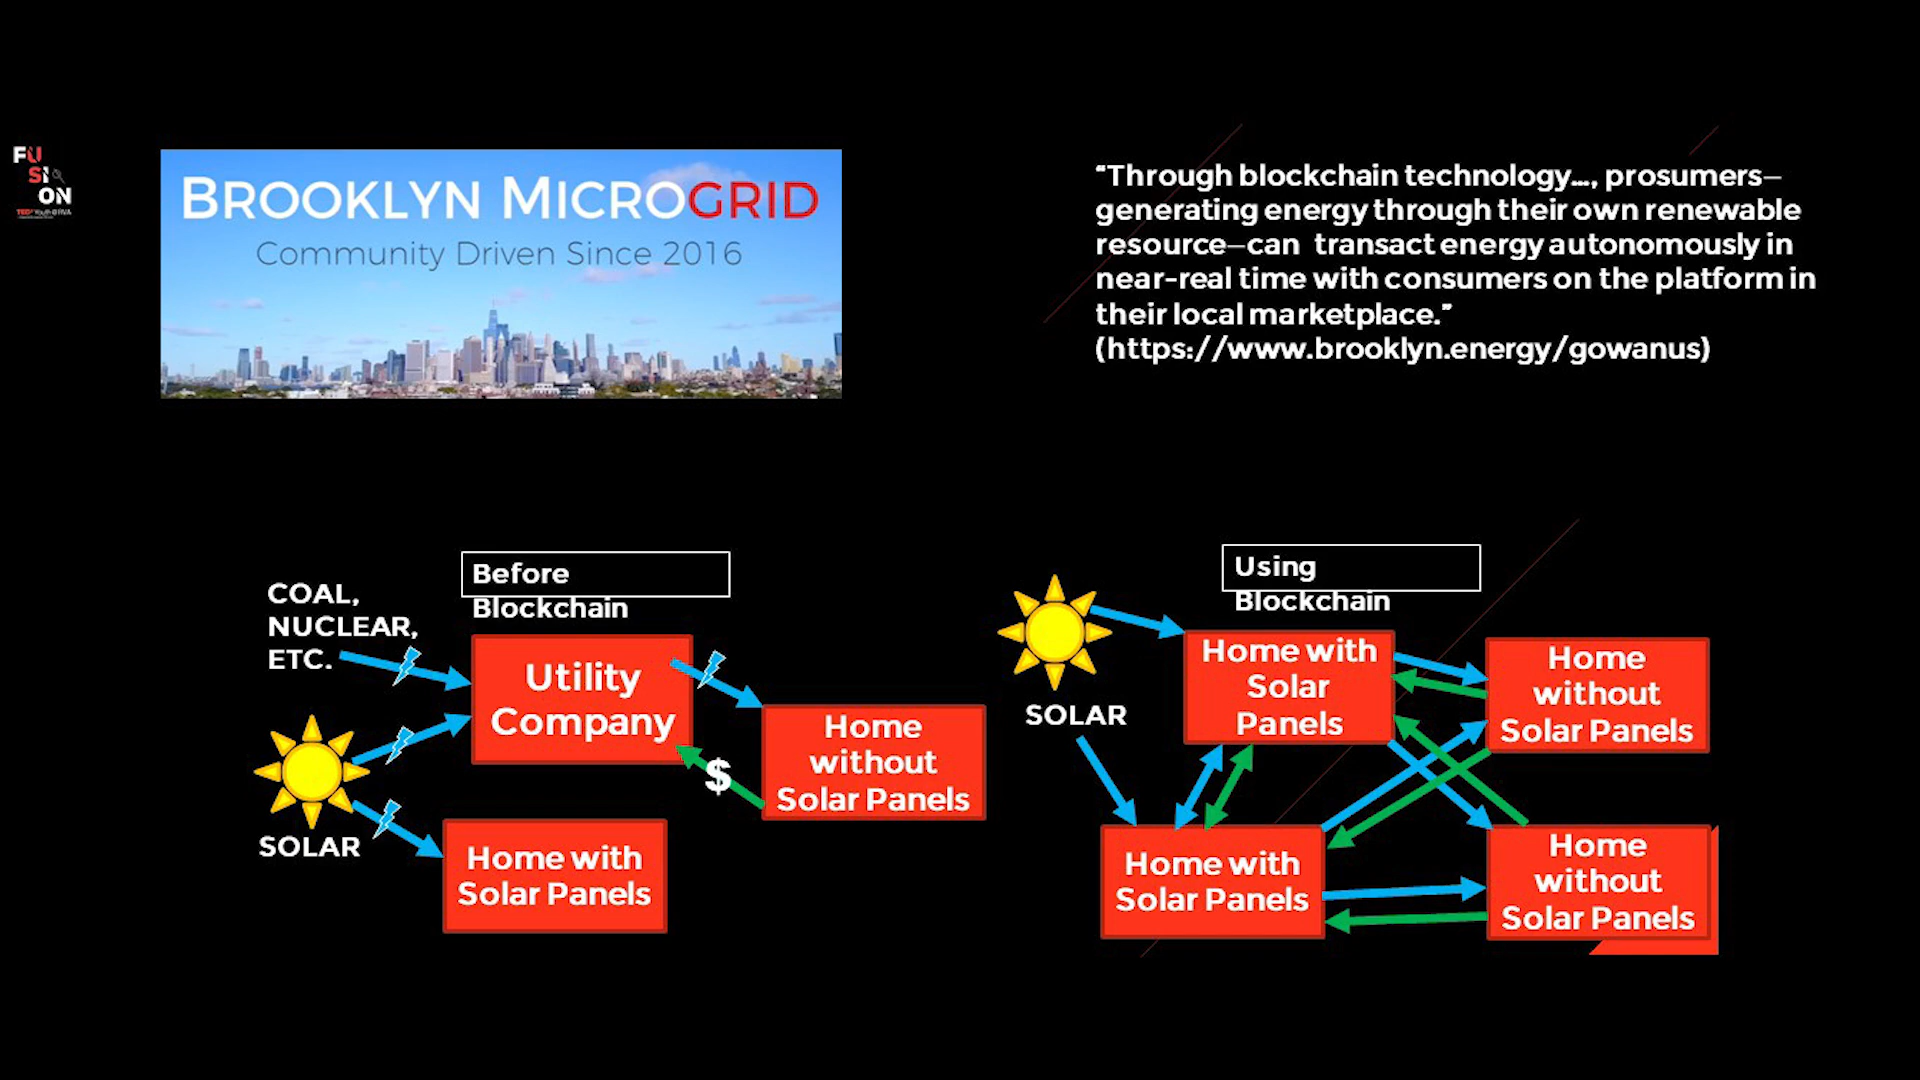 FU
SI
ON
TEDxYouth@RVA
BROOKLYN MICROGRID
Community Driven Since 2016
“Through blockchain technology..., prosumers—
generating energy through their own renewable
resource—can transact energy autonomously in
near-real time with consumers on the platform in
their local marketplace.”
(https://www.brooklyn.energy/gowanus)
Before
Blockchain
COAL,
NUCLEAR,
ETC.
Utility
Company
$
Home
without
Solar Panels
SOLAR
Home with
Solar Panels
Using
Blockchain
SOLAR
Home with
Solar
Panels
Home
without
Solar Panels
Home with
Solar Panels
Home
without
Solar Panels